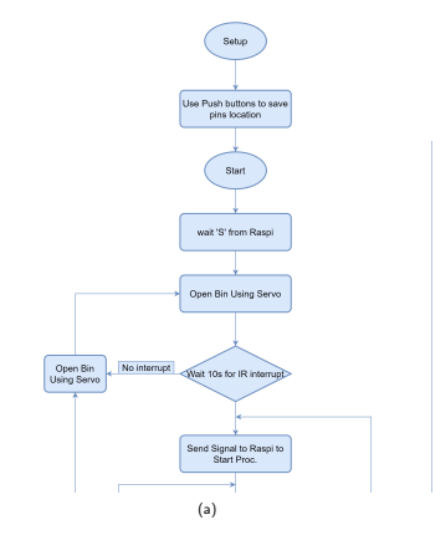 Setup
Use Push buttons to save
pins location
Start
wait 'S' from Raspi
Open Bin Using Servo
Wait 10s for IR interrupt
No interrupt
Open Bin
Using Servo
Send Signal to Raspi to
Start Proc.
(a)